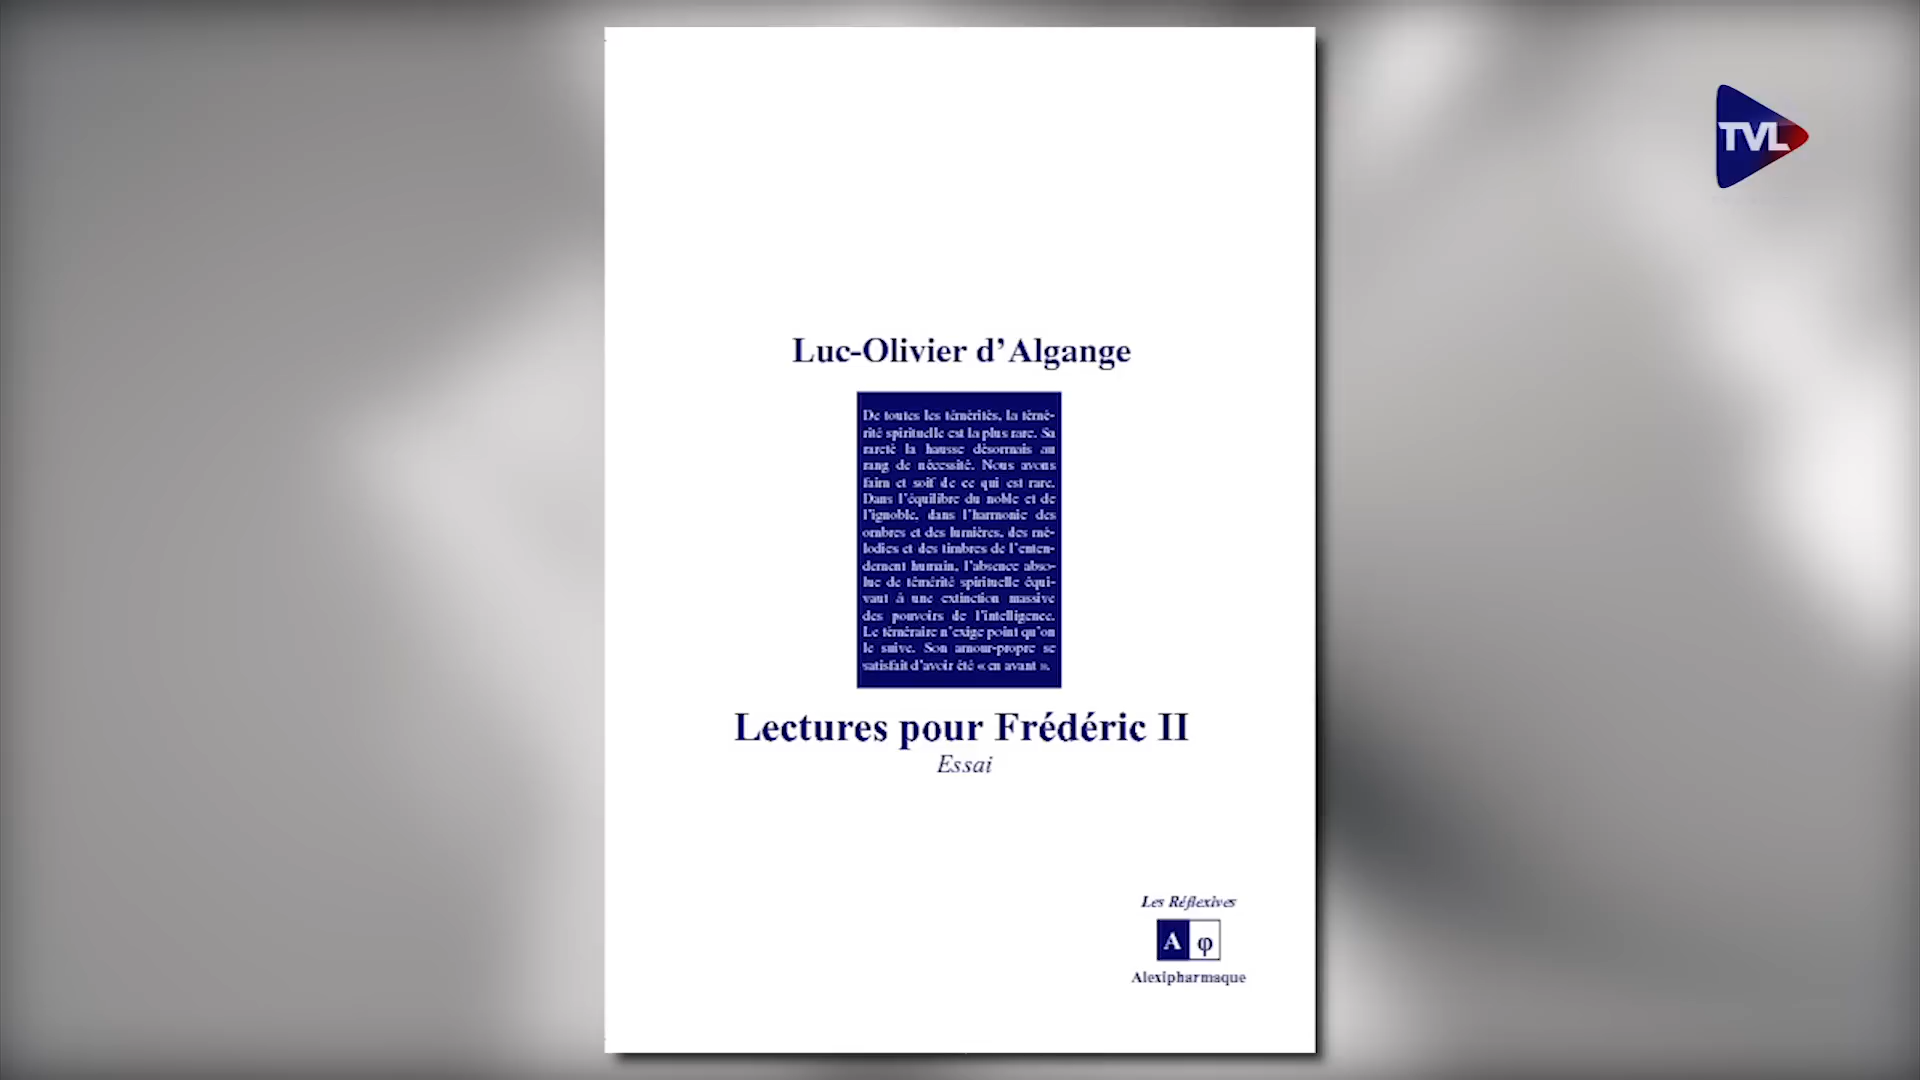 TVL
Luc-Olivier d’Algange
De toutes les témérités, la témé-
rité spirituelle est la plus rare. Sa
rareté la hausse désormais au
rang de nécessité. Nous avons
faim et soif de ce qui est rare.
Dans l’équilibre du noble et de
l’ignoble, dans l’harmonie des
ombres et des lumières, des mé-
lodies et des timbres de l’enten-
dement humain, l’absence abso-
lue de témérité spirituelle équi-
vaut à une extinction massive
des pouvoirs de l’intelligence.
Le téméraire n’exige point qu’on
le suive. Son amour-propre se
satisfait d’avoir été « en avant ».
Lectures pour Frédéric II
Essai
Les Réflexives
A φ
Alexipharmaque